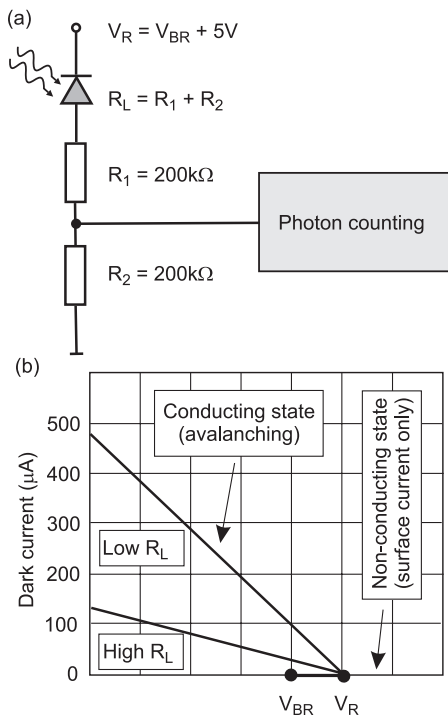 (a)
V_R = V_BR + 5V
R_L = R_1 + R_2
R_1 = 200kΩ
Photon counting
R_2 = 200kΩ
(b)
Dark current (μA)
500
400
300
200
100
0
Conducting state
(avalanching)
Non-conducting state
(surface current only)
Low R_L
High R_L
V_BR
V_R